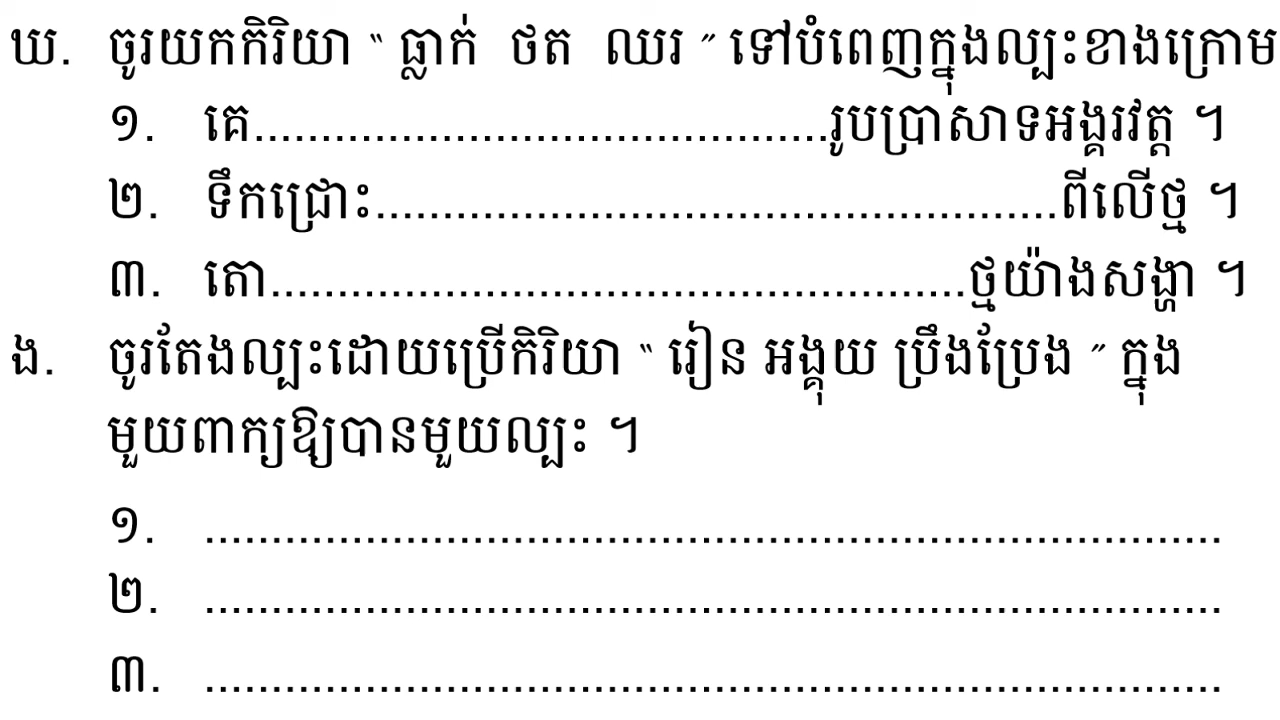 ឃ. ចូរយកកិរិយា “ ធ្លាក់ ថត ឈរ ” ទៅបំពេញក្នុងល្បះខាងក្រោម
១. គេ...........................................រូបប្រាសាទអង្គរវត្ត ។
២. ទឹកជ្រោះ...................................................ពីលើថ្ម ។
៣. តោ....................................................ថ្មយ៉ាងសង្ហា ។
ង. ចូរតែងល្បះដោយប្រើកិរិយា “ រៀន អង្គុយ ប្រឹងប្រែង ” ក្នុង
មួយពាក្យឱ្យបានមួយល្បះ ។
១. ............................................................................
២. ............................................................................
៣. ............................................................................